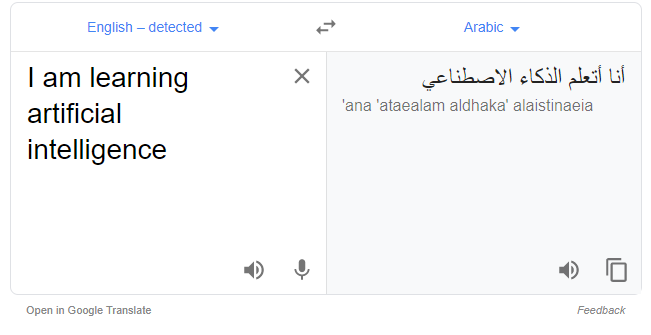 English – detected
Arabic
I am learning
artificial
intelligence
أنا أتعلم الذكاء الاصطناعي
'ana 'ataealam aldhaka' alaistinaeia
Open in Google Translate
Feedback